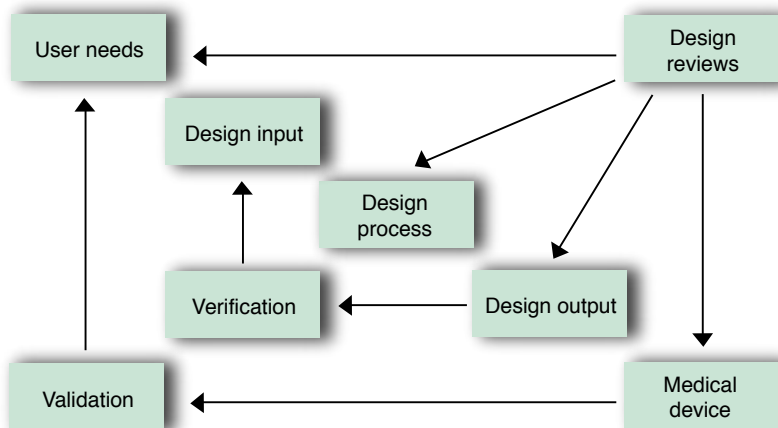 User needs
Design
reviews
Design input
Design
process
Verification
Design output
Validation
Medical
device